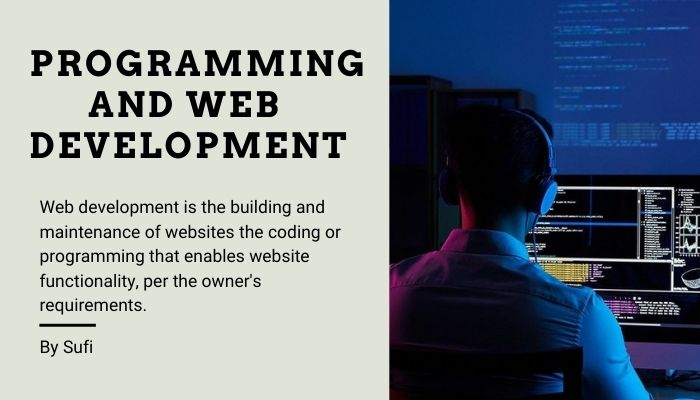 PROGRAMMING
AND WEB
DEVELOPMENT
Web development is the building and
maintenance of websites the coding or
programming that enables website
functionality, per the owner's
requirements.
By Sufi